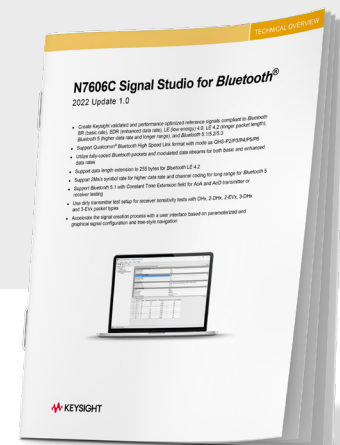 TECHNICAL OVERVIEW
N7606C Signal Studio for Bluetooth®
2022 Update 1.0
• Create Keysight validated and performance optimized reference signals compliant to Bluetooth
BR (basic rate), EDR (enhanced data rate), LE (low energy) 4.0, LE 4.2 (longer packet length),
Bluetooth 5 (higher data rate and longer range), and Bluetooth 5.1/5.2/5.3
• Support Qualcomm® Bluetooth High Speed Link format with mode as QHS-P2/P3/P4/P5/P6
• Utilize fully-coded Bluetooth packets and modulated data streams for both basic and enhanced
data rates
• Support data length extension to 255 bytes for Bluetooth LE 4.2
• Support 2Ms/s symbol rate for higher data rate and channel coding for long range for Bluetooth 5
• Support Bluetooth 5.1 with Constant Tone Extension field for AoA and AoD transmitter or
receiver testing
• Use dirty transmitter test setup for receiver sensitivity tests with DHx, 2-DHx, 2-EVx, 3-DHx
and 3-EVx packet types
• Accelerate the signal creation process with a user interface based on parameterized and
graphical signal configuration and tree-style navigation
KEYSIGHT